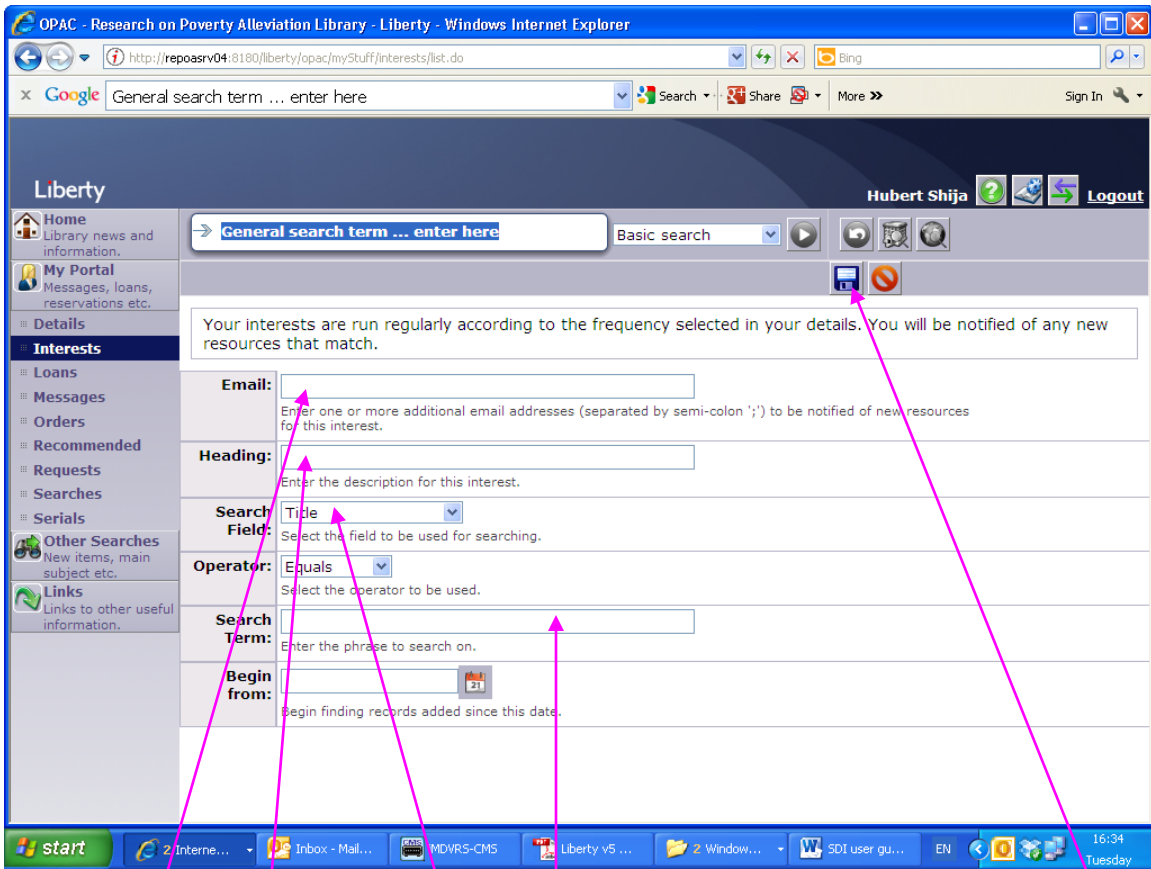 OPAC - Research on Poverty Alleviation Library - Liberty - Windows Internet Explorer
http://repoasrv04:8180/liberty/opac/myStuff/interests/list.do
Bing
x Google General search term ... enter here
Search
Share
More »
Sign In
Liberty
Hubert Shija
Logout
Home
Library news and
information.
General search term ... enter here
Basic search
My Portal
Messages, loans,
reservations etc.
Details
Interests
Loans
Messages
Orders
Recommended
Requests
Searches
Serials
Other Searches
New items, main
subject etc.
Links
Links to other useful
information.
Your interests are run regularly according to the frequency selected in your details. You will be notified of any new
resources that match.
Email:
Enter one or more additional email addresses (separated by semi-colon ';') to be notified of new resources
for this interest.
Heading:
Enter the description for this interest.
Search
Field:
Title
Select the field to be used for searching.
Operator:
Equals
Select the operator to be used.
Search
Term:
Enter the phrase to search on.
Begin
from:
21
Begin finding records added since this date.
start
2 Interne...
Inbox - Mail...
MDVRS-CMS
Liberty v5 ...
2 Window...
SDI user gu...
EN
16:34
Tuesday